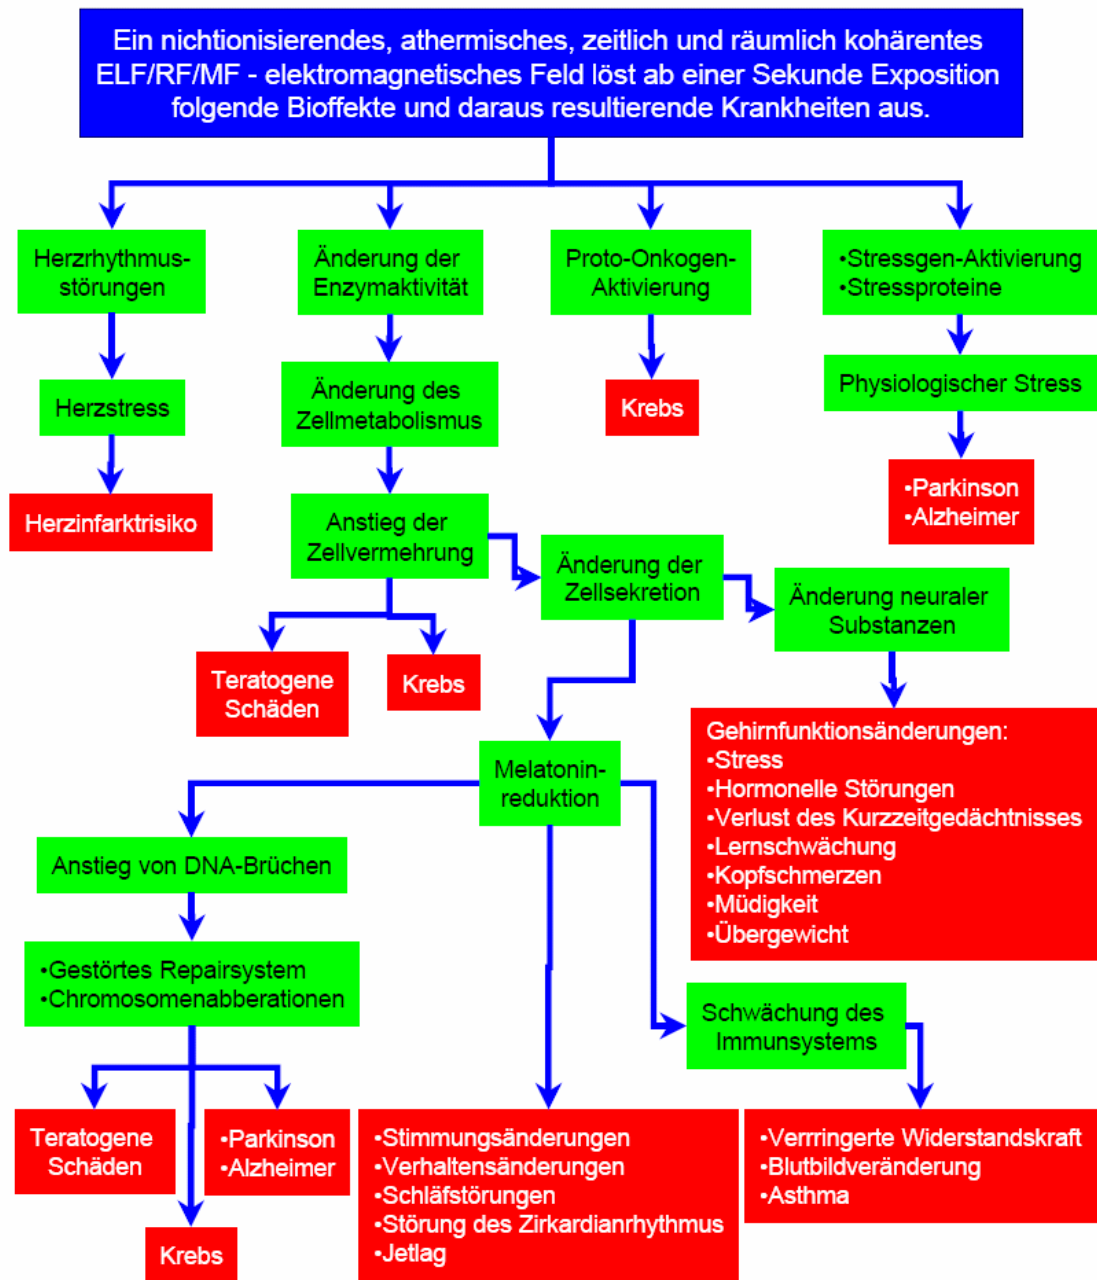 Ein nichtionisierendes, athermisches, zeitlich und räumlich kohärentes
ELF/RF/MF - elektromagnetisches Feld löst ab einer Sekunde Exposition
folgende Bioffekte und daraus resultierende Krankheiten aus.
Herzrhythmus-
störungen
Änderung der
Enzymaktivität
Proto-Onkogen-
Aktivierung
•Stressgen-Aktivierung
•Stressproteine
Herzstress
Änderung des
Zellmetabolismus
Krebs
Physiologischer Stress
Herzinfarktrisiko
Anstieg der
Zellvermehrung
•Parkinson
•Alzheimer
Änderung der
Zellsekretion
Änderung neuraler
Substanzen
Teratogene
Schäden
Krebs
Gehirnfunktionsänderungen:
•Stress
•Hormonelle Störungen
•Verlust des Kurzzeitgedächtnisses
•Lernschwächung
•Kopfschmerzen
•Müdigkeit
•Übergewicht
Melatonin-
reduktion
Anstieg von DNA-Brüchen
•Gestörtes Repairsystem
•Chromosomenabberationen
Schwächung des
Immunsystems
Teratogene
Schäden
•Parkinson
•Alzheimer
Krebs
•Stimmungsänderungen
•Verhaltensänderungen
•Schläfstörungen
•Störung des Zirkardianrhythmus
•Jetlag
•Verrringerte Widerstandskraft
•Blutbildveränderung
•Asthma